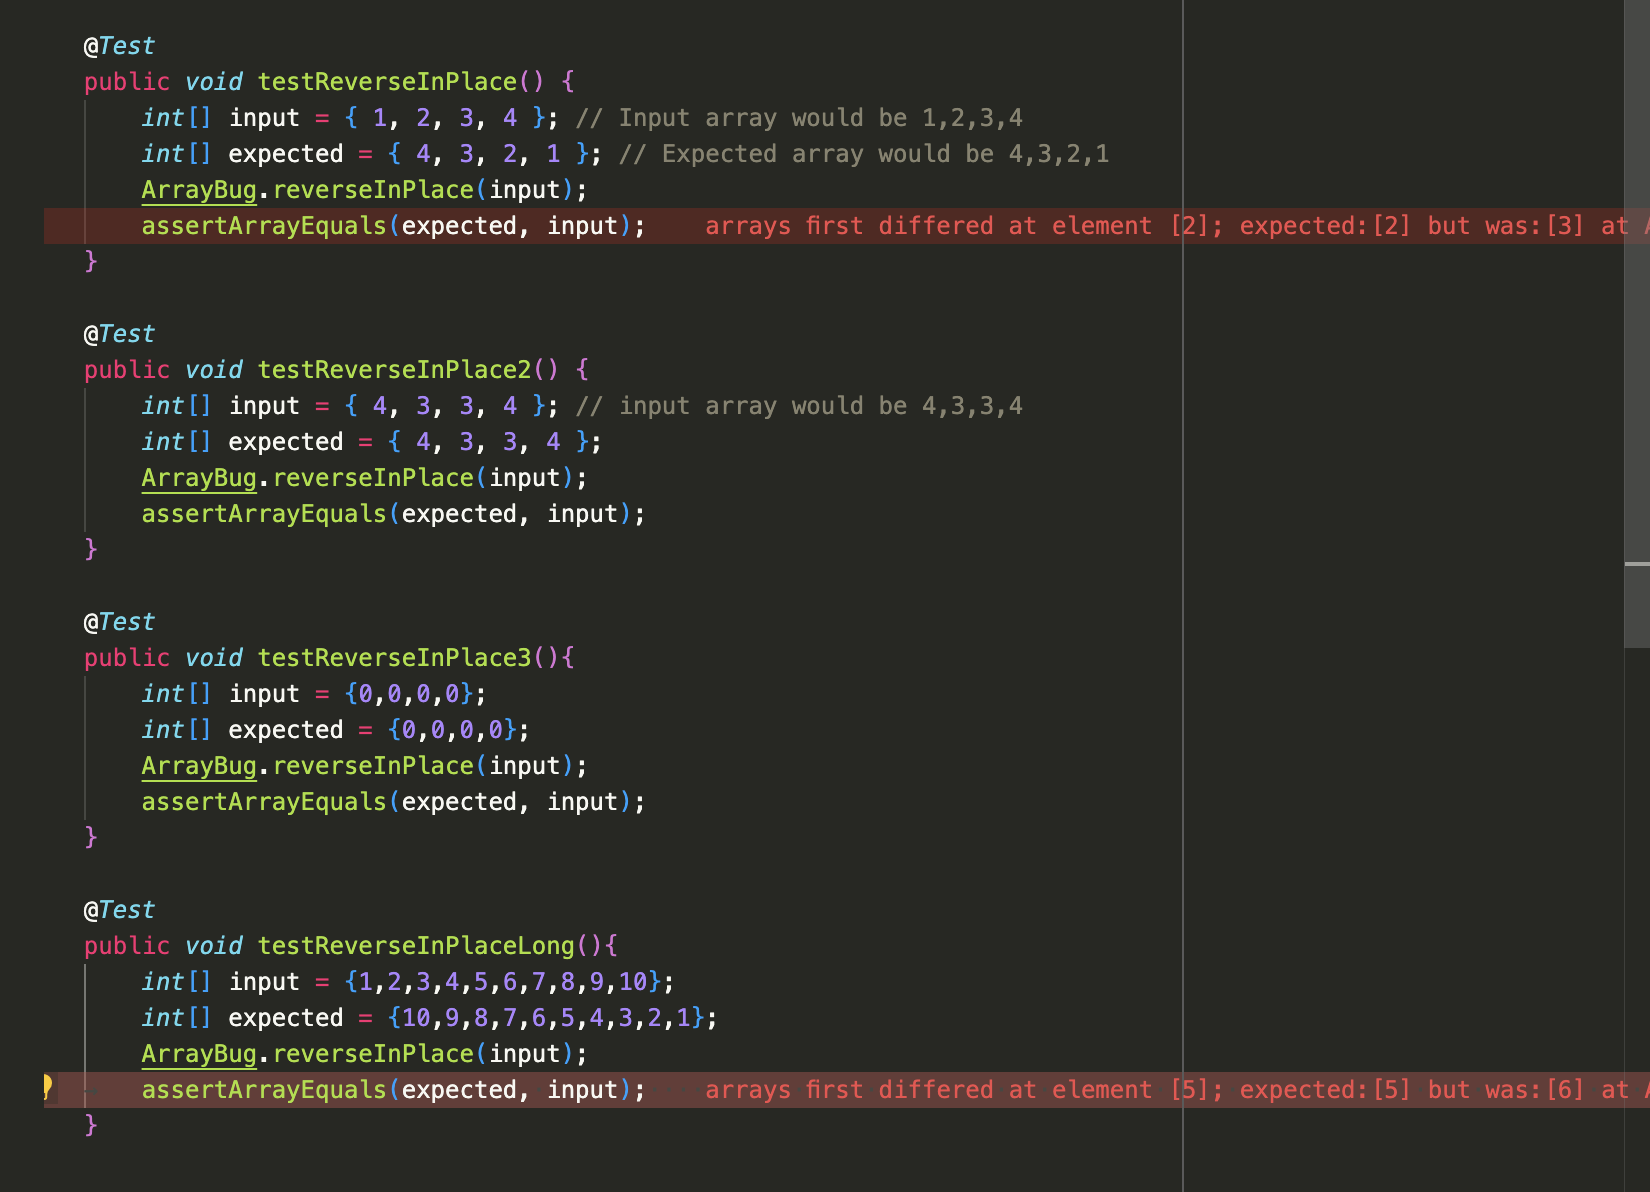 @Test
public void testReverseInPlace() {
int[] input = { 1, 2, 3, 4 }; // Input array would be 1,2,3,4
int[] expected = { 4, 3, 2, 1 }; // Expected array would be 4,3,2,1
ArrayBug.reverseInPlace(input);
assertArrayEquals(expected, input); arrays first differed at element [2]; expected:[2] but was:[3] at
}
@Test
public void testReverseInPlace2() {
int[] input = { 4, 3, 3, 4 }; // input array would be 4,3,3,4
int[] expected = { 4, 3, 3, 4 };
ArrayBug.reverseInPlace(input);
assertArrayEquals(expected, input);
}
@Test
public void testReverseInPlace3(){
int[] input = {0,0,0,0};
int[] expected = {0,0,0,0};
ArrayBug.reverseInPlace(input);
assertArrayEquals(expected, input);
}
@Test
public void testReverseInPlaceLong(){
int[] input = {1,2,3,4,5,6,7,8,9,10};
int[] expected = {10,9,8,7,6,5,4,3,2,1};
ArrayBug.reverseInPlace(input);
assertArrayEquals(expected, input); arrays first differed at element [5]; expected:[5] but was:[6] at
}